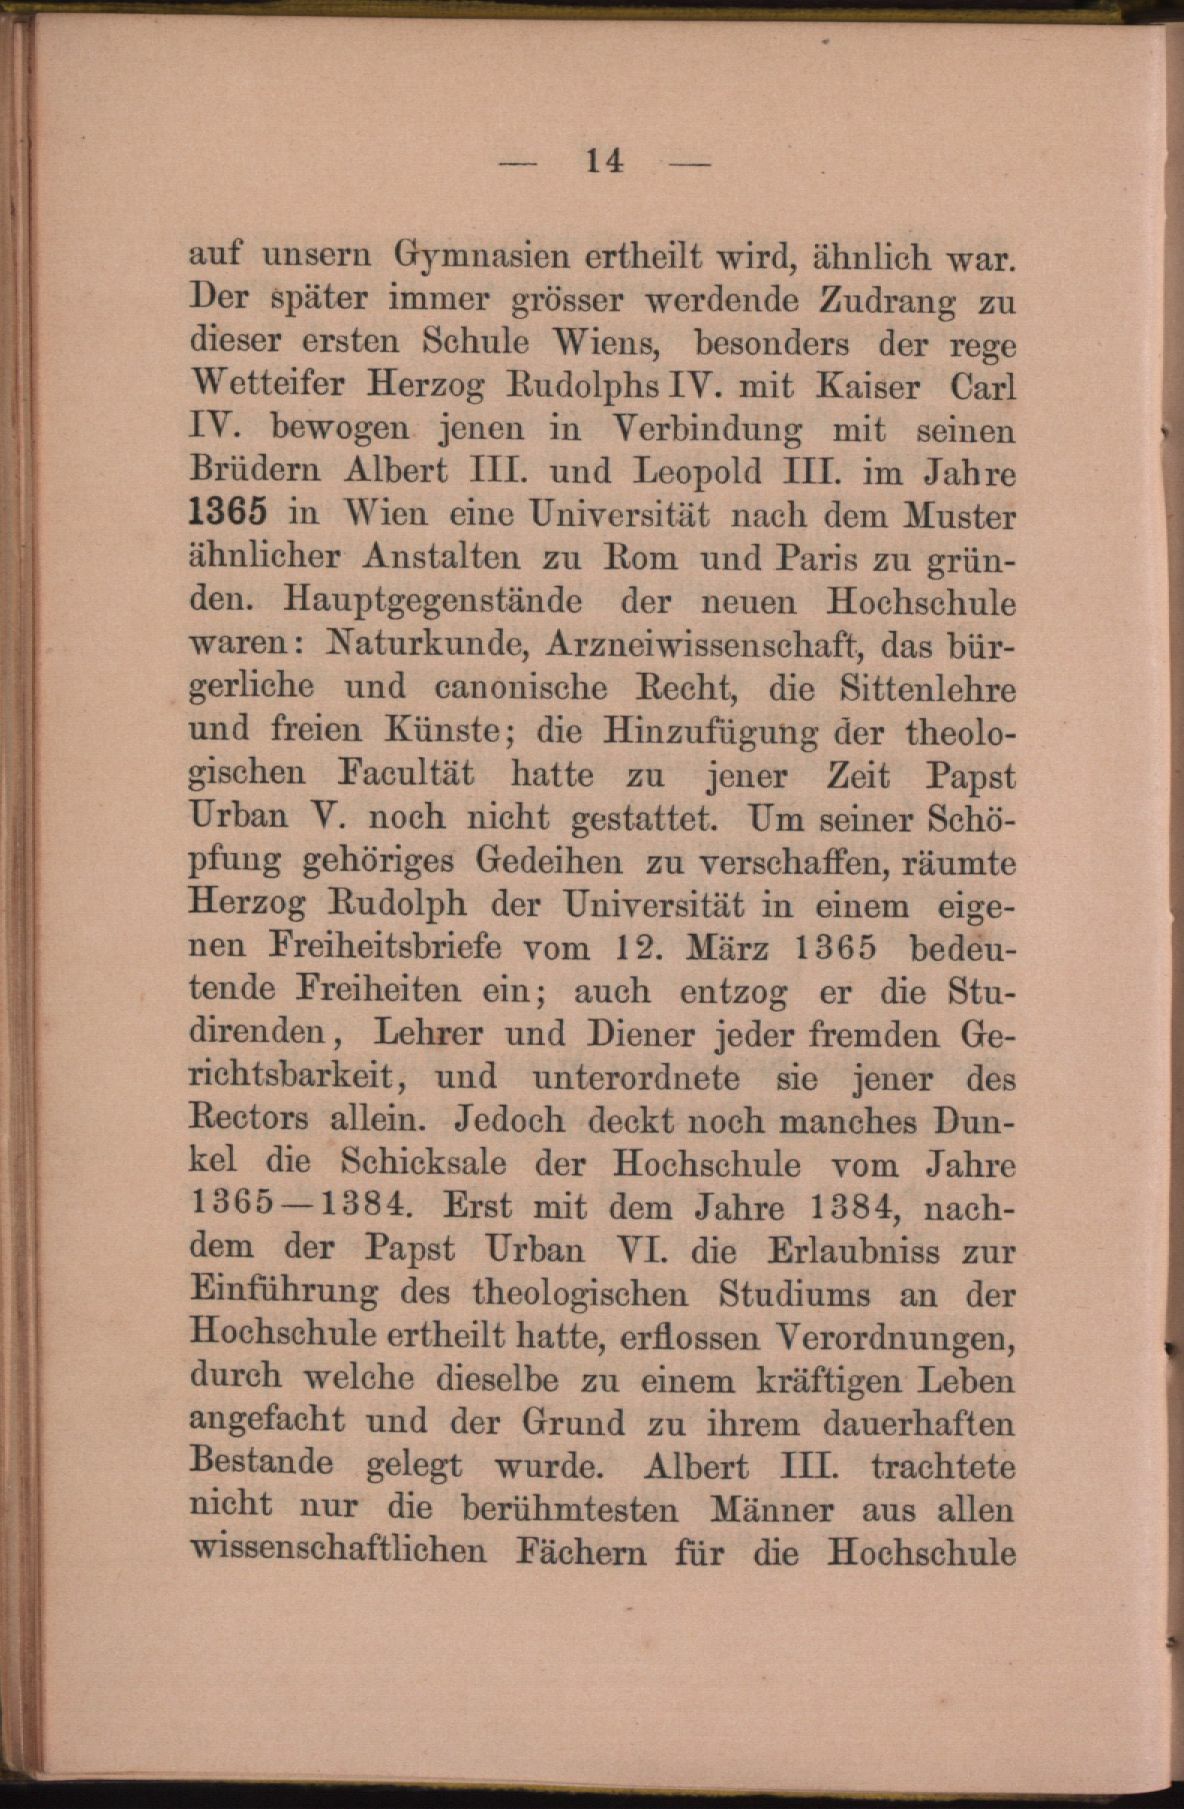 — 14 —
auf unsern Gymnasien ertheilt wird, ähnlich war.
Der später immer grösser werdende Zudrang zu
dieser ersten Schule Wiens, besonders der rege
Wetteifer Herzog Rudolphs IV. mit Kaiser Carl
IV. bewogen jenen in Verbindung mit seinen
Brüdern Albert III. und Leopold III. im Jahre
1365 in Wien eine Universität nach dem Muster
ähnlicher Anstalten zu Rom und Paris zu grün-
den. Hauptgegenstände der neuen Hochschule
waren: Naturkunde, Arzneiwissenschaft, das bür-
gerliche und canonische Recht, die Sittenlehre
und freien Künste; die Hinzufügung der theolo-
gischen Facultät hatte zu jener Zeit Papst
Urban V. noch nicht gestattet. Um seiner Schö-
pfung gehöriges Gedeihen zu verschaffen, räumte
Herzog Rudolph der Universität in einem eige-
nen Freiheitsbriefe vom 12. März 1365 bedeu-
tende Freiheiten ein; auch entzog er die Stu-
direnden, Lehrer und Diener jeder fremden Ge-
richtsbarkeit, und unterordnete sie jener des
Rectors allein. Jedoch deckt noch manches Dun-
kel die Schicksale der Hochschule vom Jahre
1365—1384. Erst mit dem Jahre 1384, nach-
dem der Papst Urban VI. die Erlaubniss zur
Einführung des theologischen Studiums an der
Hochschule ertheilt hatte, erflossen Verordnungen,
durch welche dieselbe zu einem kräftigen Leben
angefacht und der Grund zu ihrem dauerhaften
Bestande gelegt wurde. Albert III. trachtete
nicht nur die berühmtesten Männer aus allen
wissenschaftlichen Fächern für die Hochschule